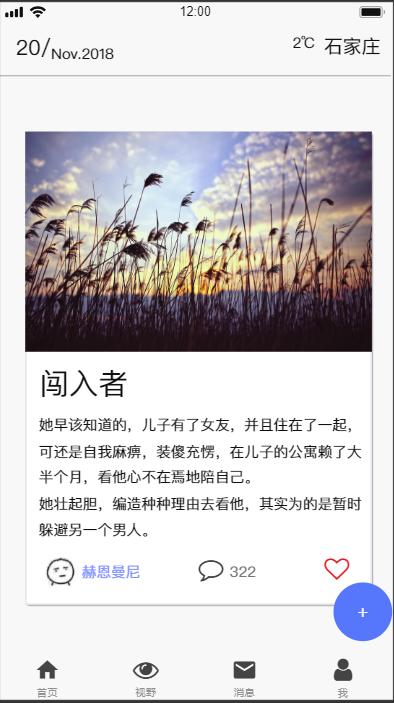 12:00
20/Nov.2018
2℃ 石家庄
闯入者
她早该知道的，儿子有了女友，并且住在了一起，
可还是自我麻痹，装傻充愣，在儿子的公寓赖了大
半个月，看他心不在焉地陪自己。
她壮起胆，编造种种理由去看他，其实为的是暂时
躲避另一个男人。
赫恩曼尼 322
+
首页 视野 消息 我